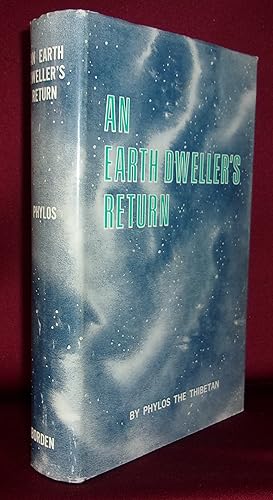 AN EARTH
DWELLER'S
RETURN
PHYLOS
BORDEN
AN
EARTH DWELLER'S
RETURN
BY PHYLOS THE THIBETAN